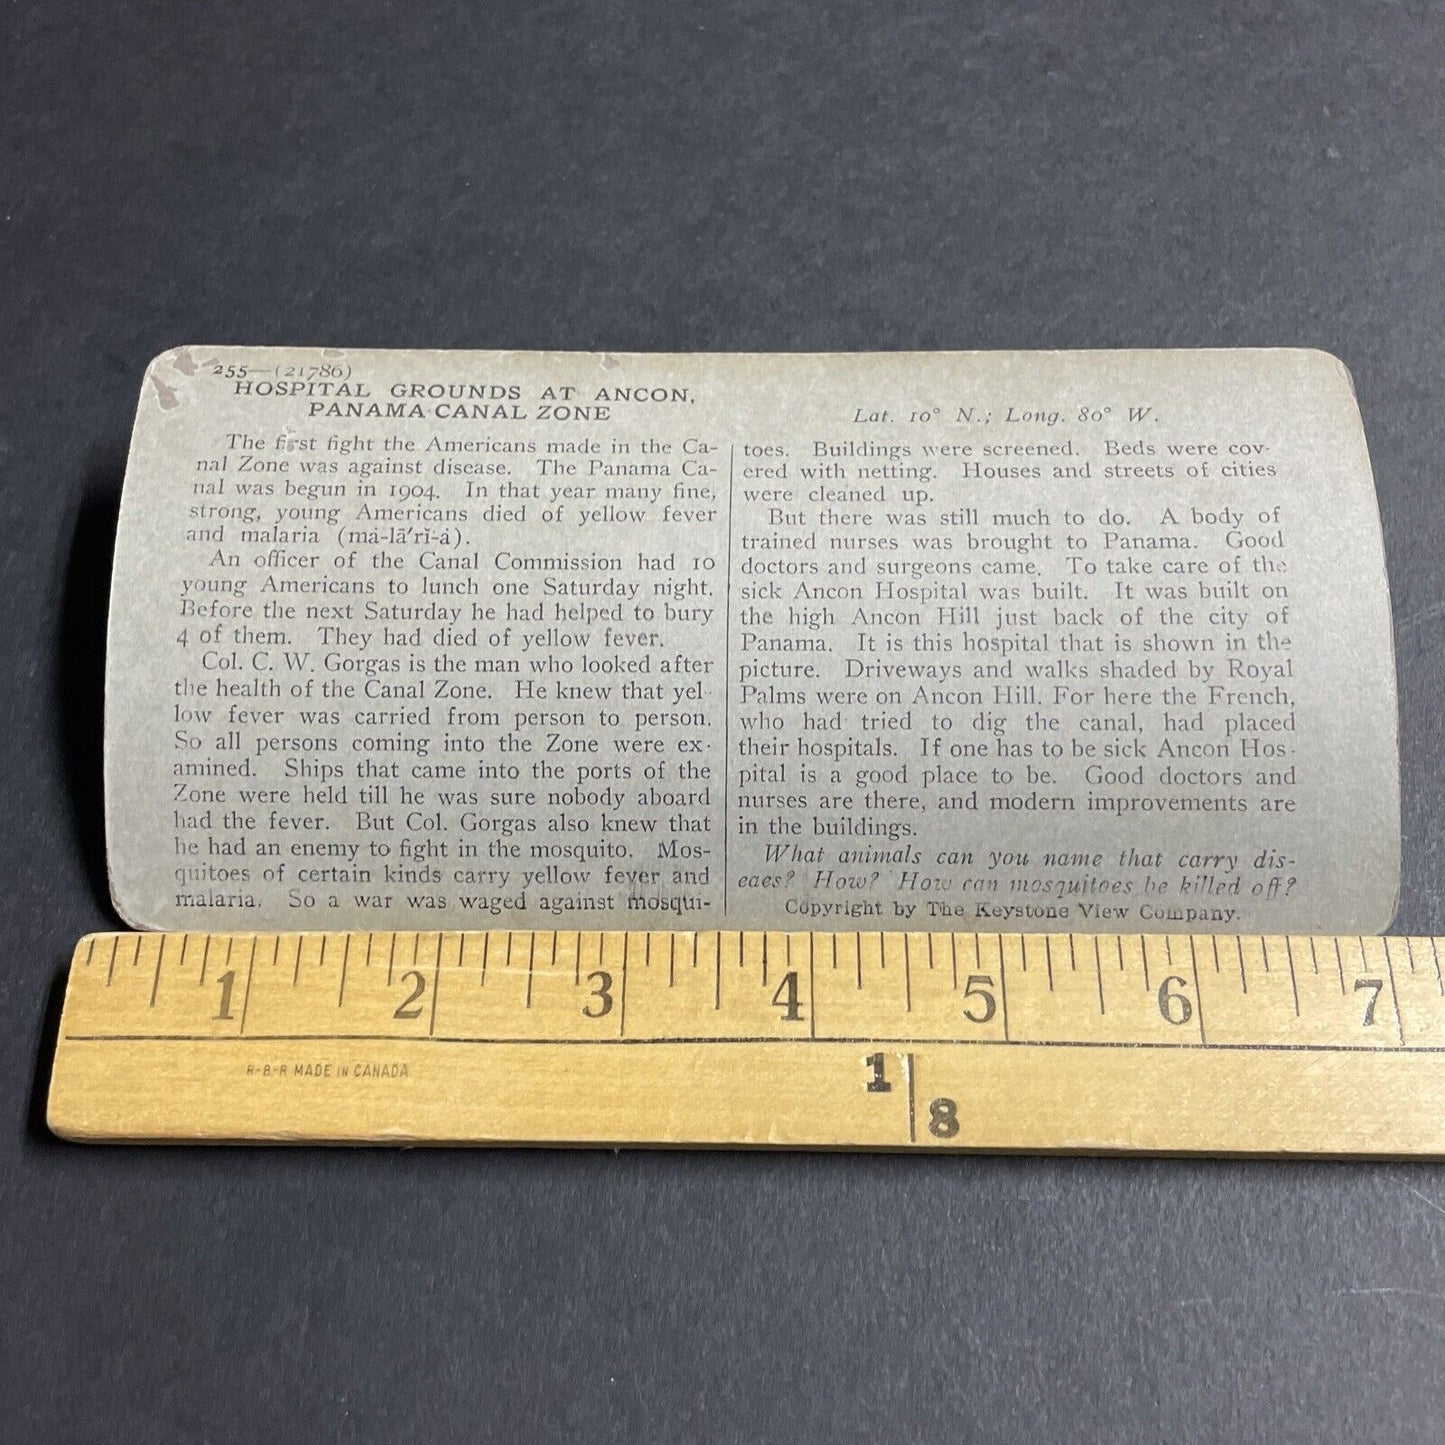 255—(21786)
HOSPITAL GROUNDS AT ANCON,
PANAMA CANAL ZONE
The first fight the Americans made in the Ca-
nal Zone was against disease. The Panama Ca-
nal was begun in 1904. In that year many fine,
strong, young Americans died of yellow fever
and malaria (má-lā′rĭ-ȧ).
An officer of the Canal Commission had 10
young Americans to lunch one Saturday night.
Before the next Saturday he had helped to bury
4 of them. They had died of yellow fever.
Col. C. W. Gorgas is the man who looked after
the health of the Canal Zone. He knew that yel-
low fever was carried from person to person.
So all persons coming into the Zone were ex-
amined. Ships that came into the ports of the
Zone were held till he was sure nobody aboard
had the fever. But Col. Gorgas also knew that
he had an enemy to fight in the mosquito. Mos-
quitoes of certain kinds carry yellow fever and
malaria. So a war was waged against mosqui-
Lat. 10° N.; Long. 80° W.
toes. Buildings were screened. Beds were cov-
ered with netting. Houses and streets of cities
were cleaned up.
But there was still much to do. A body of
trained nurses was brought to Panama. Good
doctors and surgeons came. To take care of the
sick Ancon Hospital was built. It was built on
the high Ancon Hill just back of the city of
Panama. It is this hospital that is shown in the
picture. Driveways and walks shaded by Royal
Palms were on Ancon Hill. For here the French,
who had tried to dig the canal, had placed
their hospitals. If one has to be sick Ancon Hos-
pital is a good place to be. Good doctors and
nurses are there, and modern improvements are
in the buildings.
What animals can you name that carry dis-
eaes? How? How can mosquitoes be killed off?
Copyright by The Keystone View Company.
1 2 3 4 5 6 7
R-B-R MADE IN CANADA
1
8